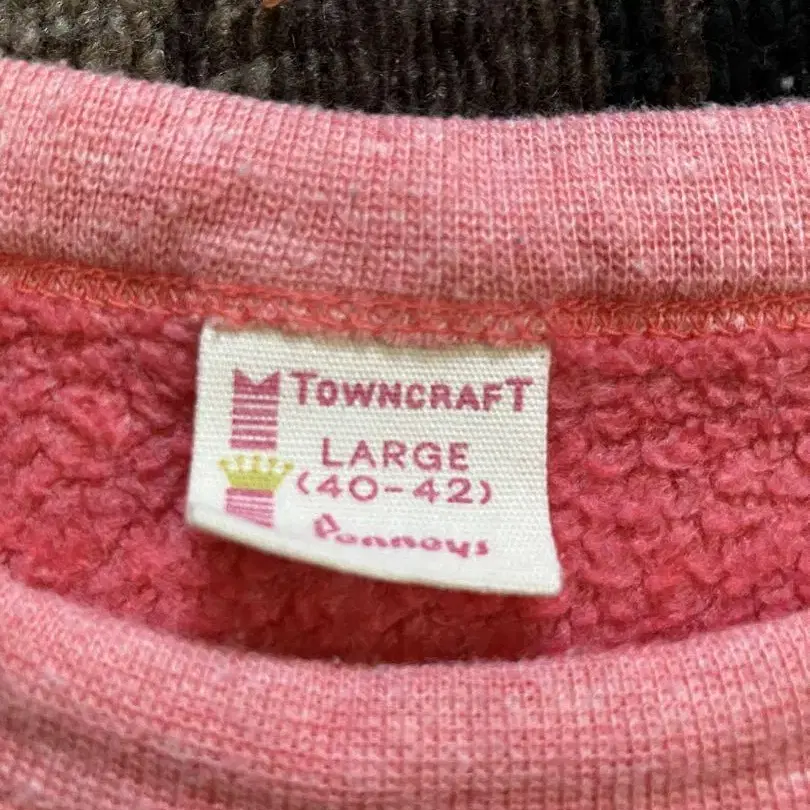 TOWNCRAFT
LARGE
(40-42)
Penneys